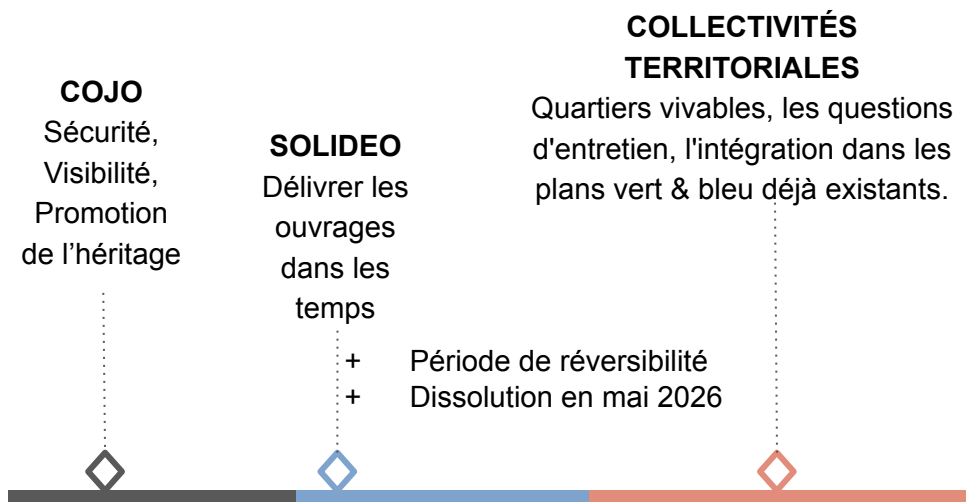 COJO
Sécurité,
Visibilité,
Promotion
de l’héritage
SOLIDEO
Délivrer les
ouvrages
dans les
temps
+ Période de réversibilité
+ Dissolution en mai 2026
COLLECTIVITÉS
TERRITORIALES
Quartiers vivables, les questions
d'entretien, l'intégration dans les
plans vert & bleu déjà existants.